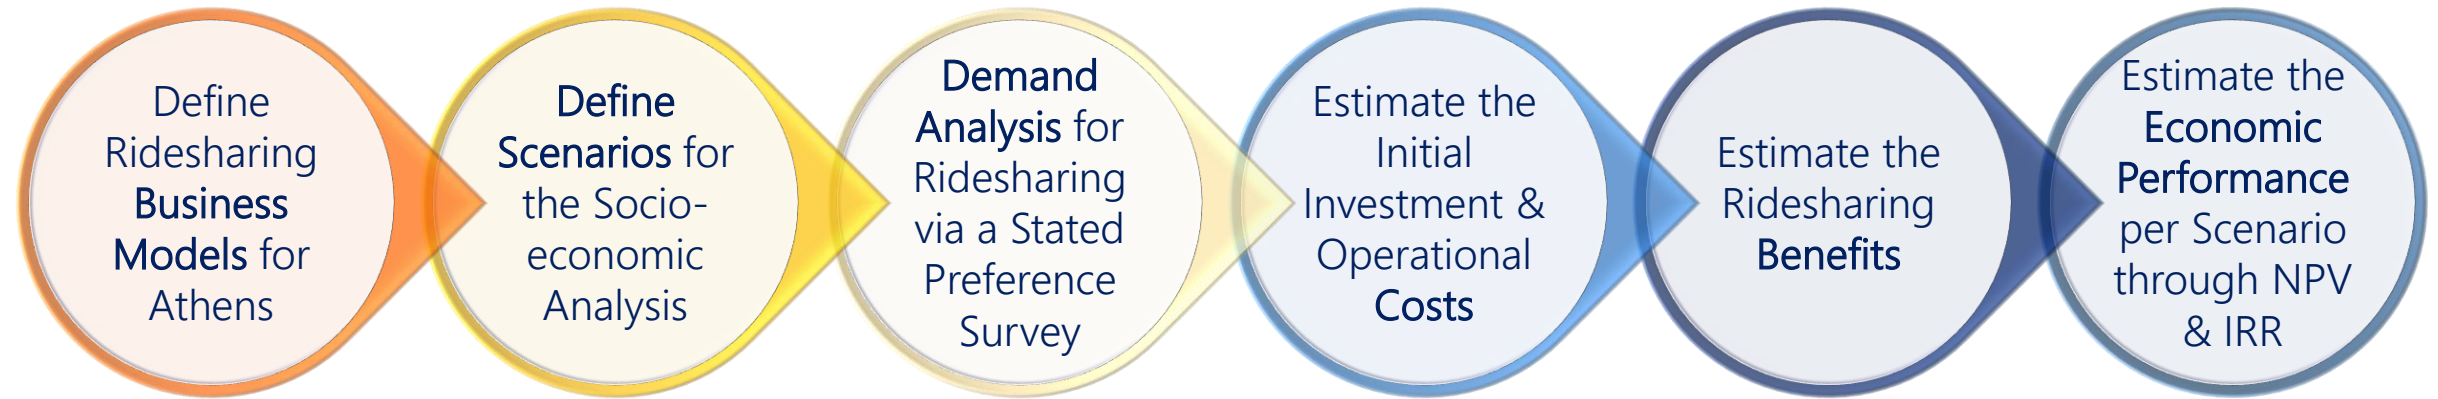 Define
Ridesharing
Business
Models for
Athens
Define
Scenarios for
the Socio-
economic
Analysis
Demand
Analysis for
Ridesharing
via a Stated
Preference
Survey
Estimate the
Initial
Investment &
Operational
Costs
Estimate the
Ridesharing
Benefits
Estimate the
Economic
Performance
per Scenario
through NPV
& IRR